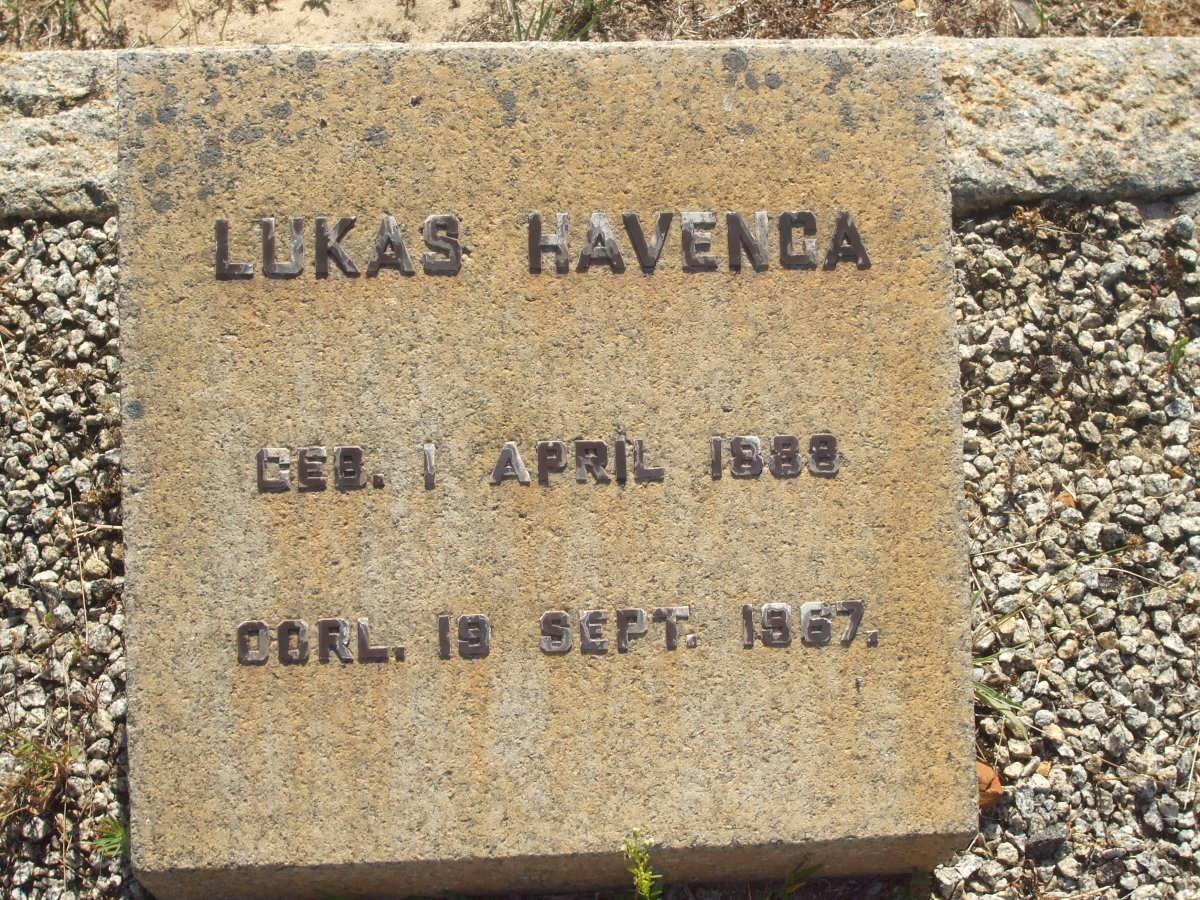 LUKAS HAVENGA
GEB. 1 APRIL 1888
OORL. 19 SEPT. 1967.